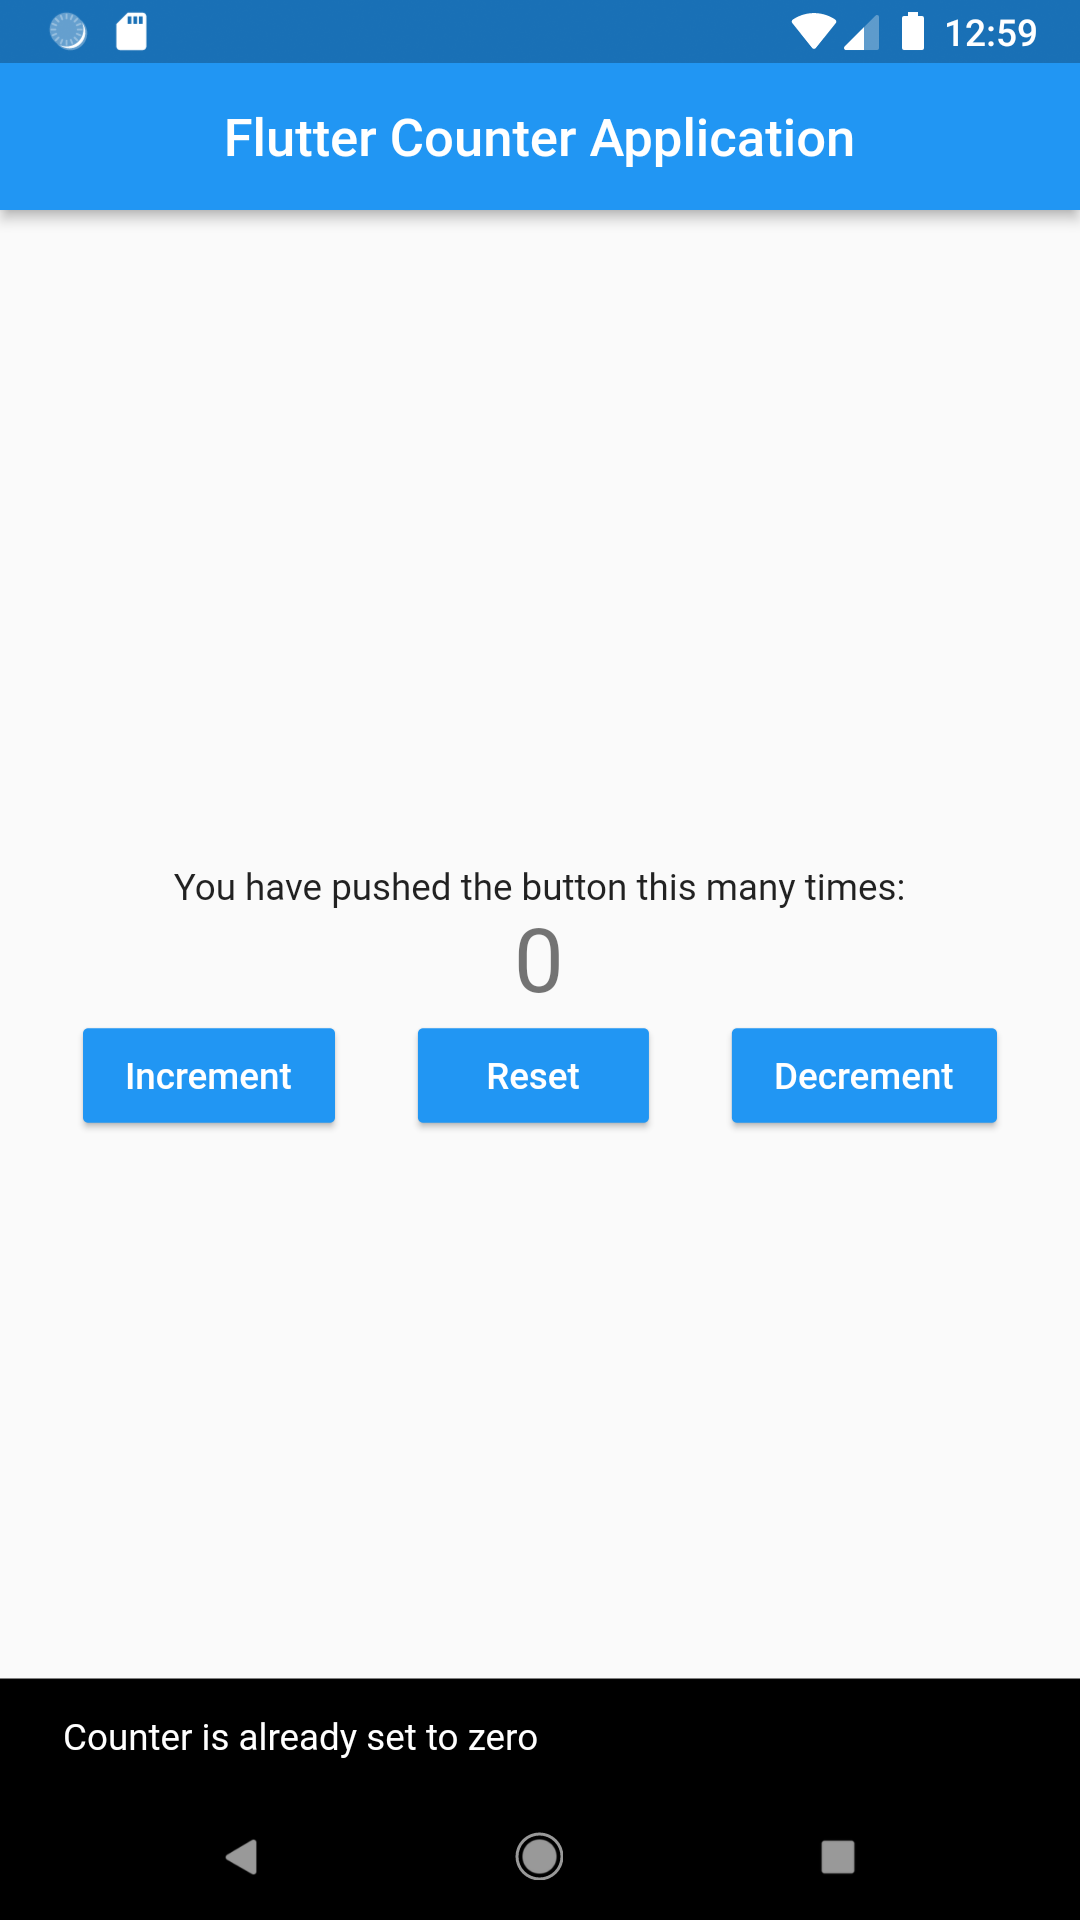 12:59
Flutter Counter Application
You have pushed the button this many times:
0
Increment Reset Decrement
Counter is already set to zero